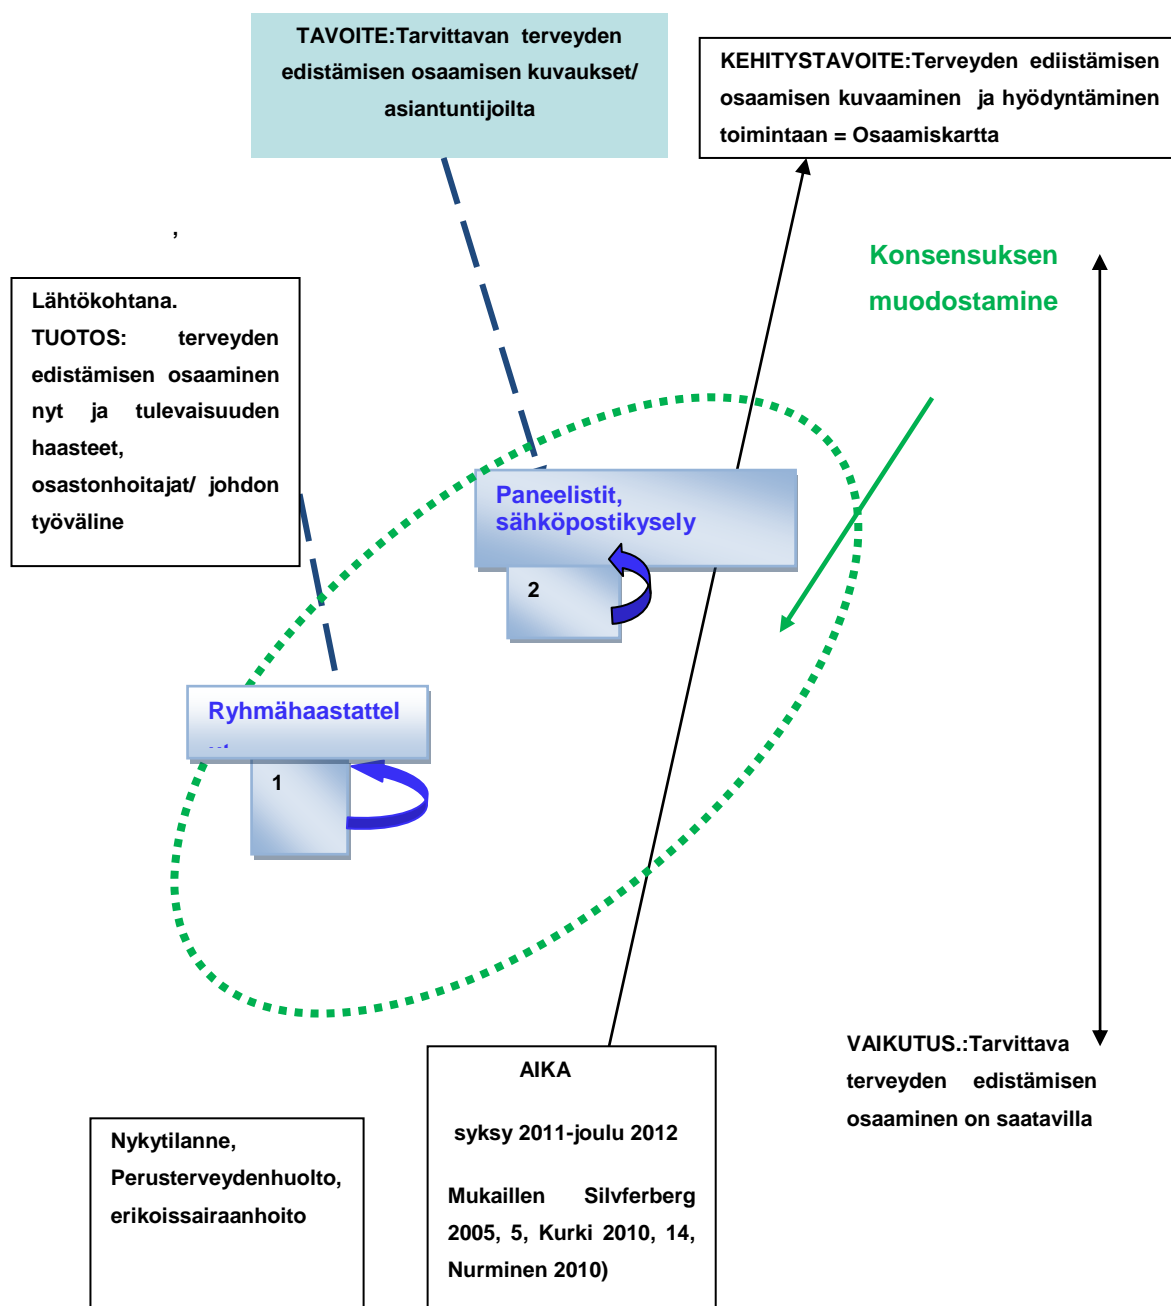 TAVOITE:Tarvittavan terveyden
edistämisen osaamisen kuvaukset/
asiantuntijoilta
KEHITYSTAVOITE:Terveyden ediistämisen
osaamisen kuvaaminen ja hyödyntäminen
toimintaan = Osaamiskartta
,
Konsensuksen
muodostamine
Lähtökohtana.
TUOTOS: terveyden
edistämisen osaaminen
nyt ja tulevaisuuden
haasteet,
osastonhoitajat/ johdon
työväline
Paneelistit,
sähköpostikysely
2
Ryhmähaastattel
1
VAIKUTUS.:Tarvittava
terveyden edistämisen
osaaminen on saatavilla
AIKA
syksy 2011-joulu 2012
Mukaillen Silvferberg
2005, 5, Kurki 2010, 14,
Nurminen 2010)
Nykytilanne,
Perusterveydenhuolto,
erikoissairaanhoito